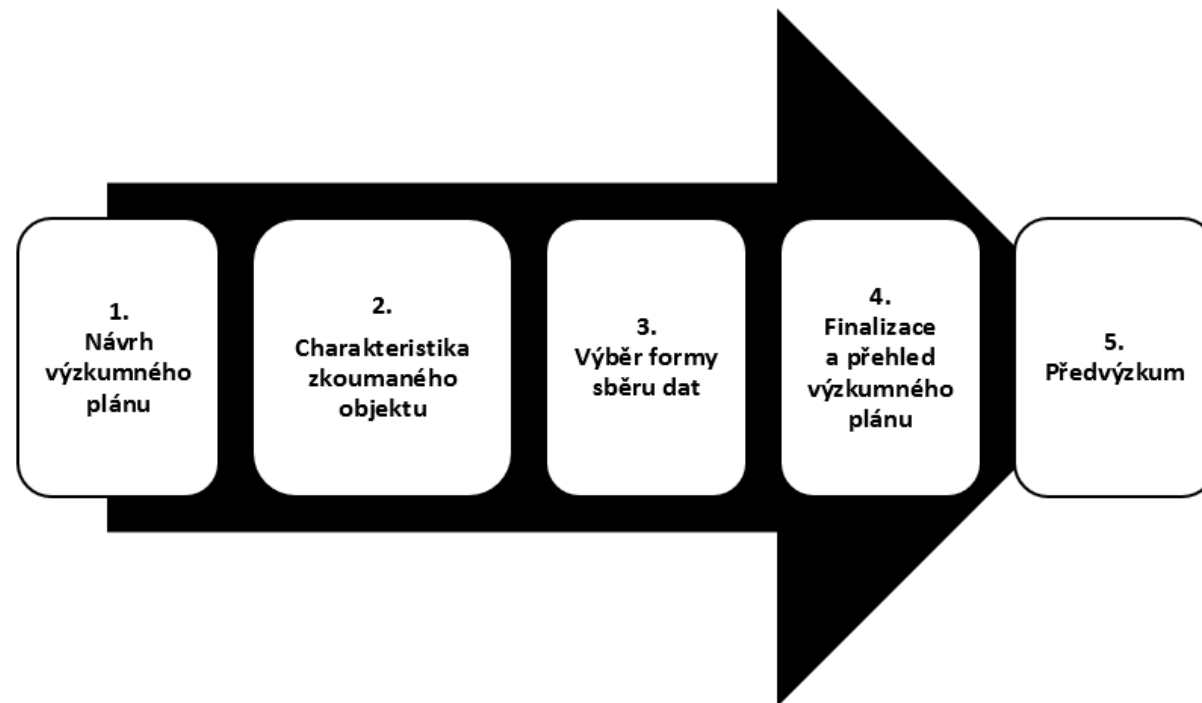 1.
Návrh
výzkumného
plánu
2.
Charakteristika
zkoumaného
objektu
3.
Výběr formy
sběru dat
4.
Finalizace
a přehled
výzkumného
plánu
5.
Předvýzkum